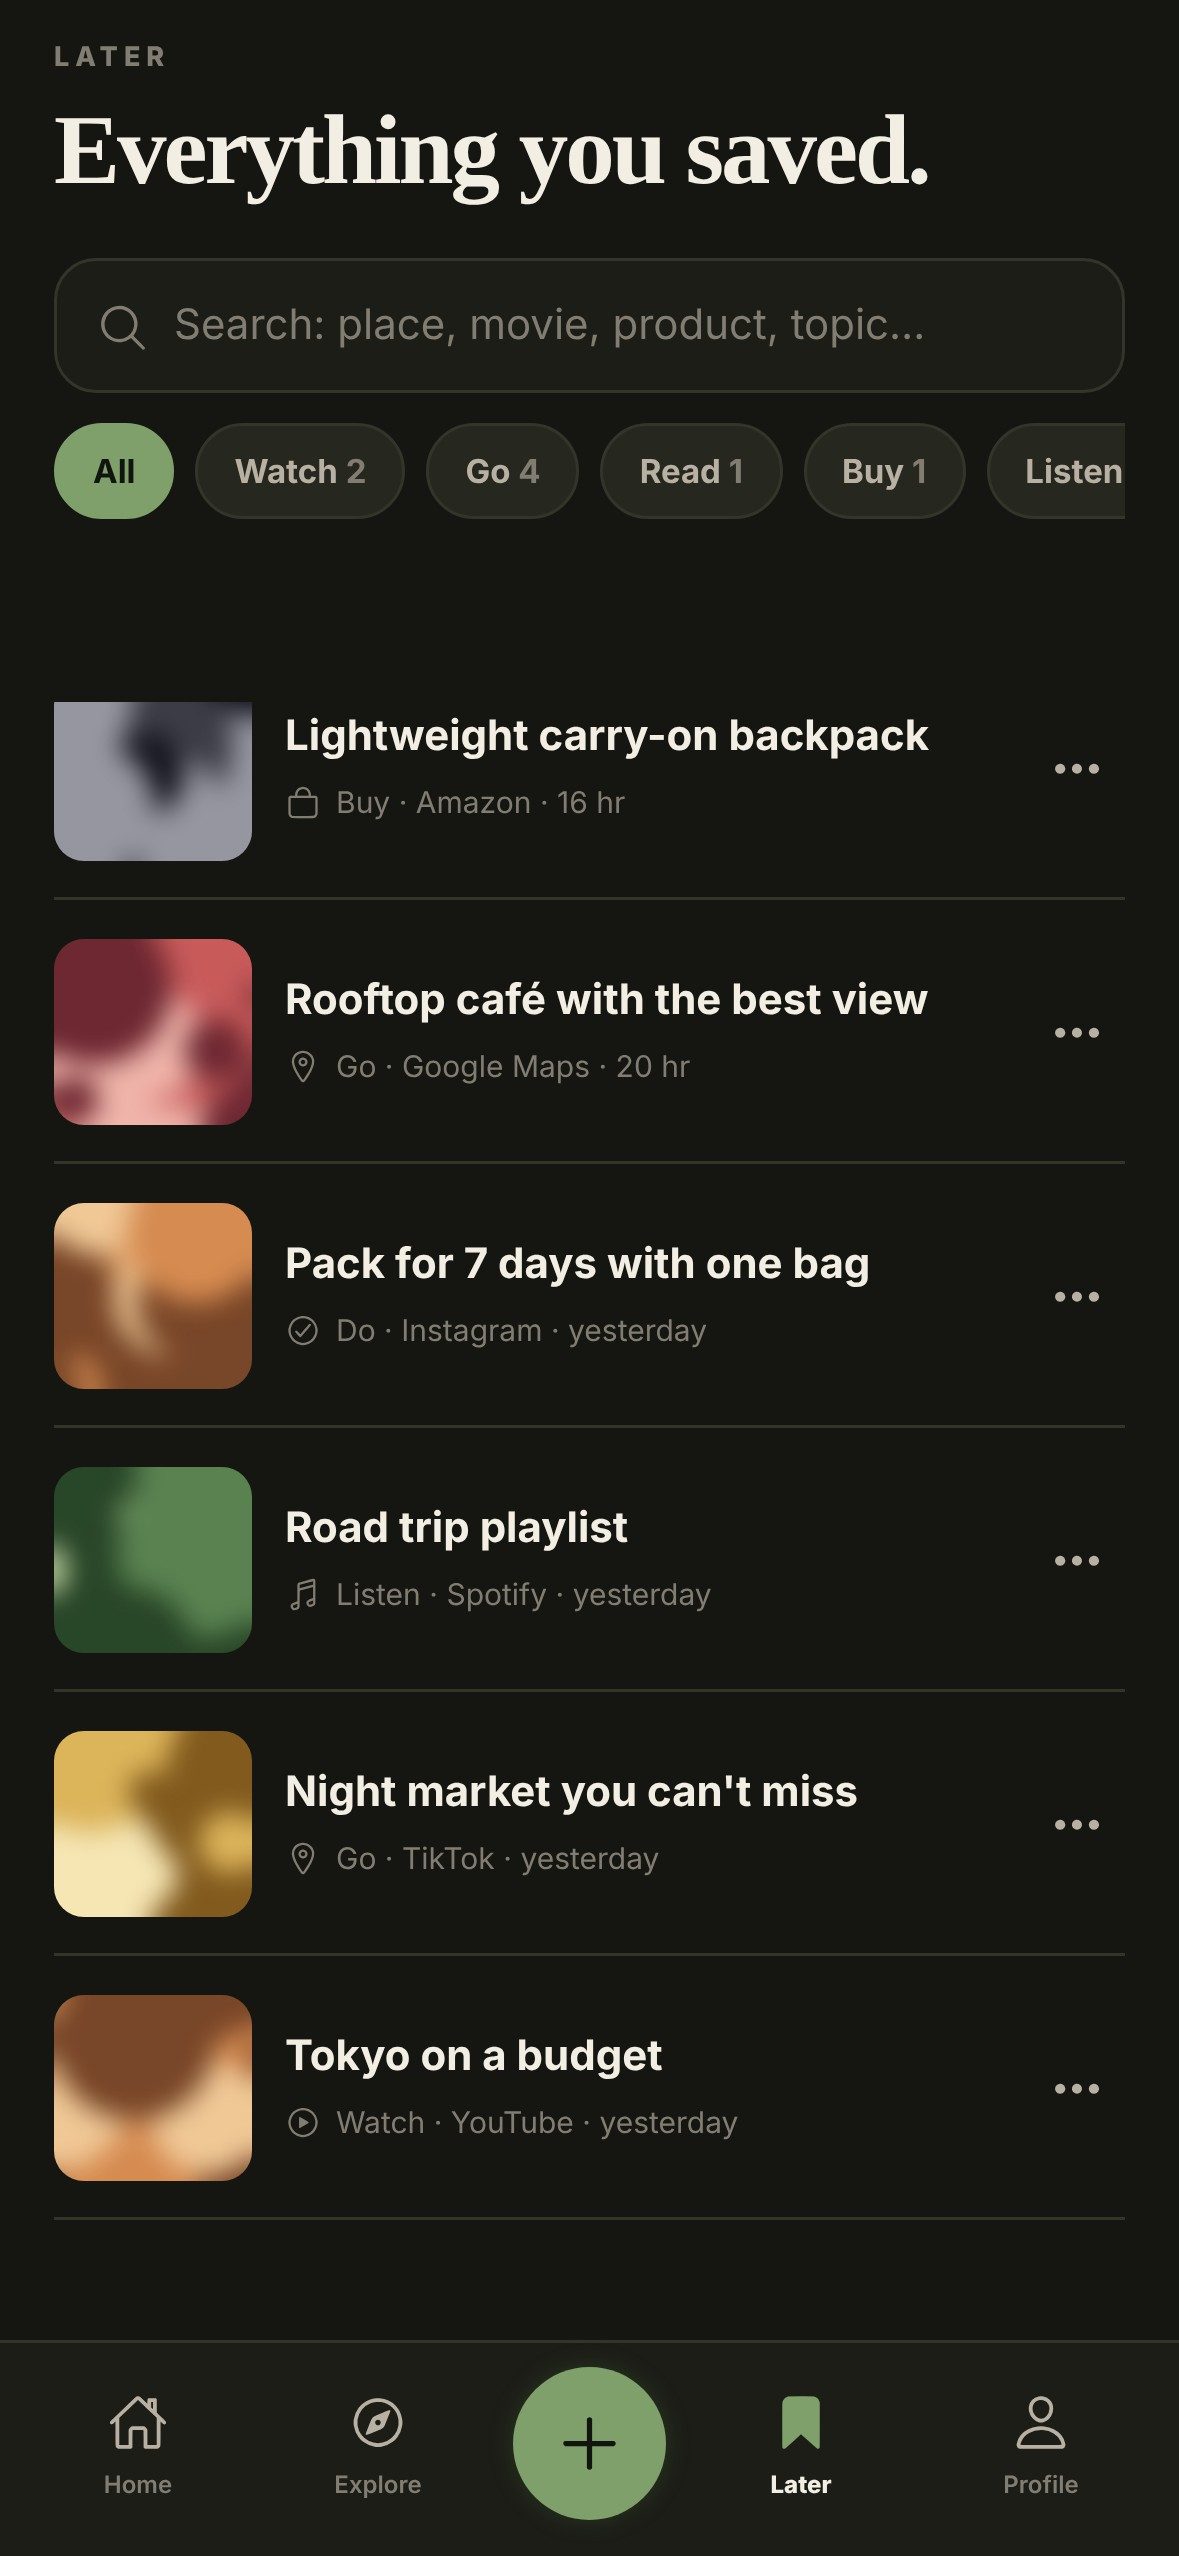 LATER
Everything you saved.
Search: place, movie, product, topic...
All
Watch 2
Go 4
Read 1
Buy 1
Listen
Lightweight carry-on backpack
Buy · Amazon · 16 hr
Rooftop café with the best view
Go · Google Maps · 20 hr
Pack for 7 days with one bag
Do · Instagram · yesterday
Road trip playlist
Listen · Spotify · yesterday
Night market you can't miss
Go · TikTok · yesterday
Tokyo on a budget
Watch · YouTube · yesterday
Home
Explore
Later
Profile